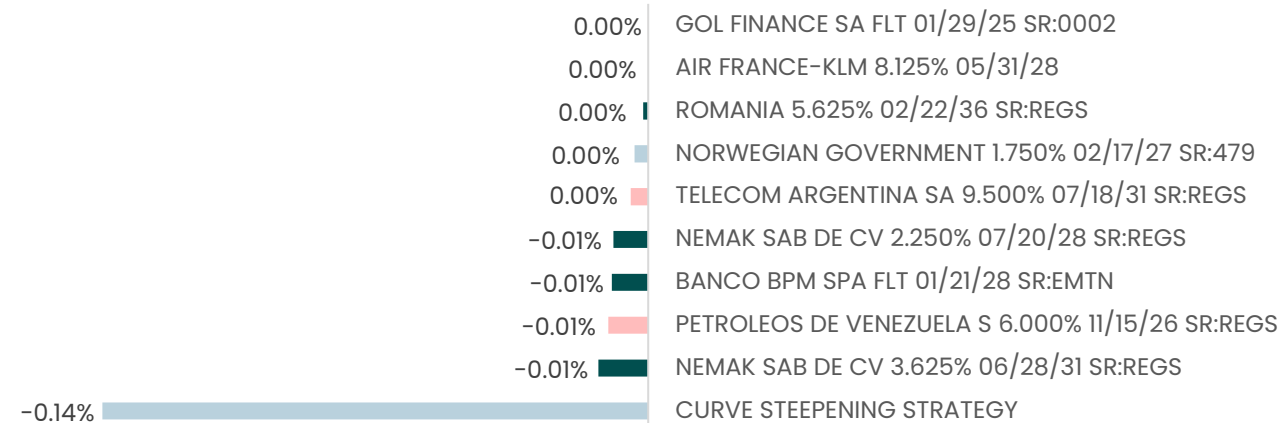 0.00% GOL FINANCE SA FLT 01/29/25 SR:0002
0.00% AIR FRANCE-KLM 8.125% 05/31/28
0.00% ROMANIA 5.625% 02/22/36 SR:REGS
0.00% NORWEGIAN GOVERNMENT 1.750% 02/17/27 SR:479
0.00% TELECOM ARGENTINA SA 9.500% 07/18/31 SR:REGS
-0.01% NEMAK SAB DE CV 2.250% 07/20/28 SR:REGS
-0.01% BANCO BPM SPA FLT 01/21/28 SR:EMTN
-0.01% PETROLEOS DE VENEZUELA S 6.000% 11/15/26 SR:REGS
-0.01% NEMAK SAB DE CV 3.625% 06/28/31 SR:REGS
-0.14% CURVE STEEPENING STRATEGY